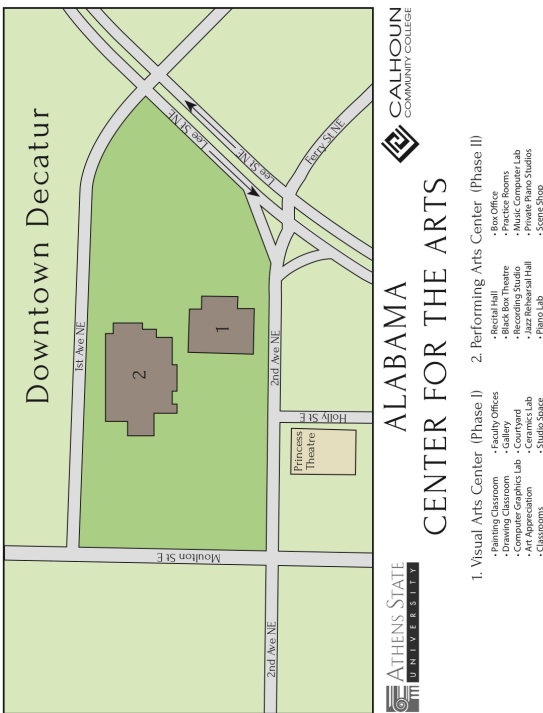 Downtown Decatur
1st Ave NE
Lee St NE
Lee St NE
Ferry St NE
2
1
2nd Ave NE
Holly St E
Princess
Theatre
Moulton St E
2nd Ave NE
ATHENS STATE
UNIVERSITY
ALABAMA
CENTER FOR THE ARTS
CALHOUN
COMMUNITY COLLEGE
1. Visual Arts Center (Phase I)
• Painting Classroom
• Drawing Classroom
• Computer Graphics Lab
• Art Appreciation
• Classrooms
• Faculty Offices
• Gallery
• Courtyard
• Ceramics Lab
• Studio Space
2. Performing Arts Center (Phase II)
• Recital Hall
• Black Box Theatre
• Recording Studio
• Jazz Rehearsal Hall
• Piano Lab
• Box Office
• Practice Rooms
• Music Computer Lab
• Private Piano Studios
• Scene Shop